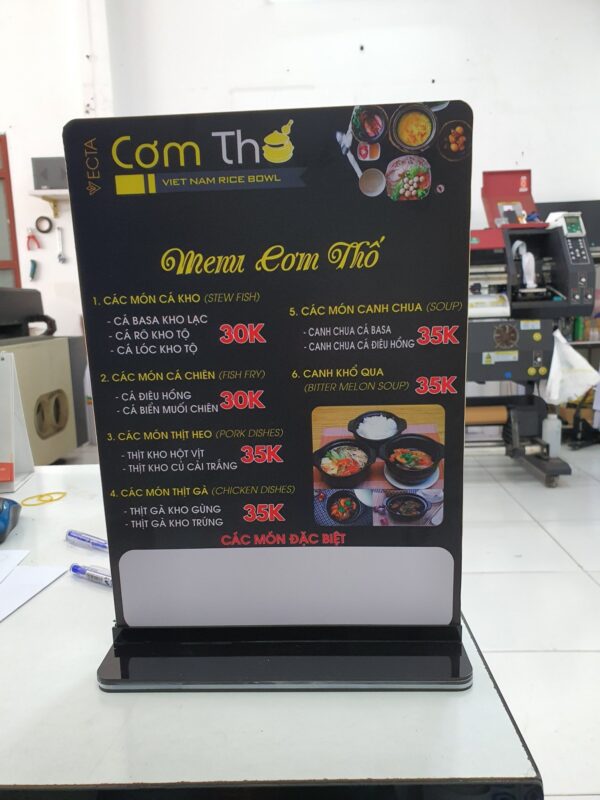 VECTA
Cơm Thố
VIET NAM RICE BOWL
Menu Cơm Thố
1. CÁC MÓN CÁ KHO (STEW FISH)
- CÁ BASA KHO LẠC
- CÁ RÔ KHO TỘ
- CÁ LÓC KHO TỘ
30K
2. CÁC MÓN CÁ CHIÊN (FISH FRY)
- CÁ ĐIÊU HỒNG
- CÁ BIỂN MUỐI CHIÊN
30K
3. CÁC MÓN THỊT HEO (PORK DISHES)
- THỊT KHO HỘT VỊT
- THỊT KHO CỦ CẢI TRẮNG
35K
4. CÁC MÓN THỊT GÀ (CHICKEN DISHES)
- THỊT GÀ KHO GỪNG
- THỊT GÀ KHO TRỨNG
35K
5. CÁC MÓN CANH CHUA (SOUP)
- CANH CHUA CÁ BASA
- CANH CHUA CÁ ĐIÊU HỒNG
35K
6. CANH KHỔ QUA
(BITTER MELON SOUP)
35K
CÁC MÓN ĐẶC BIỆT